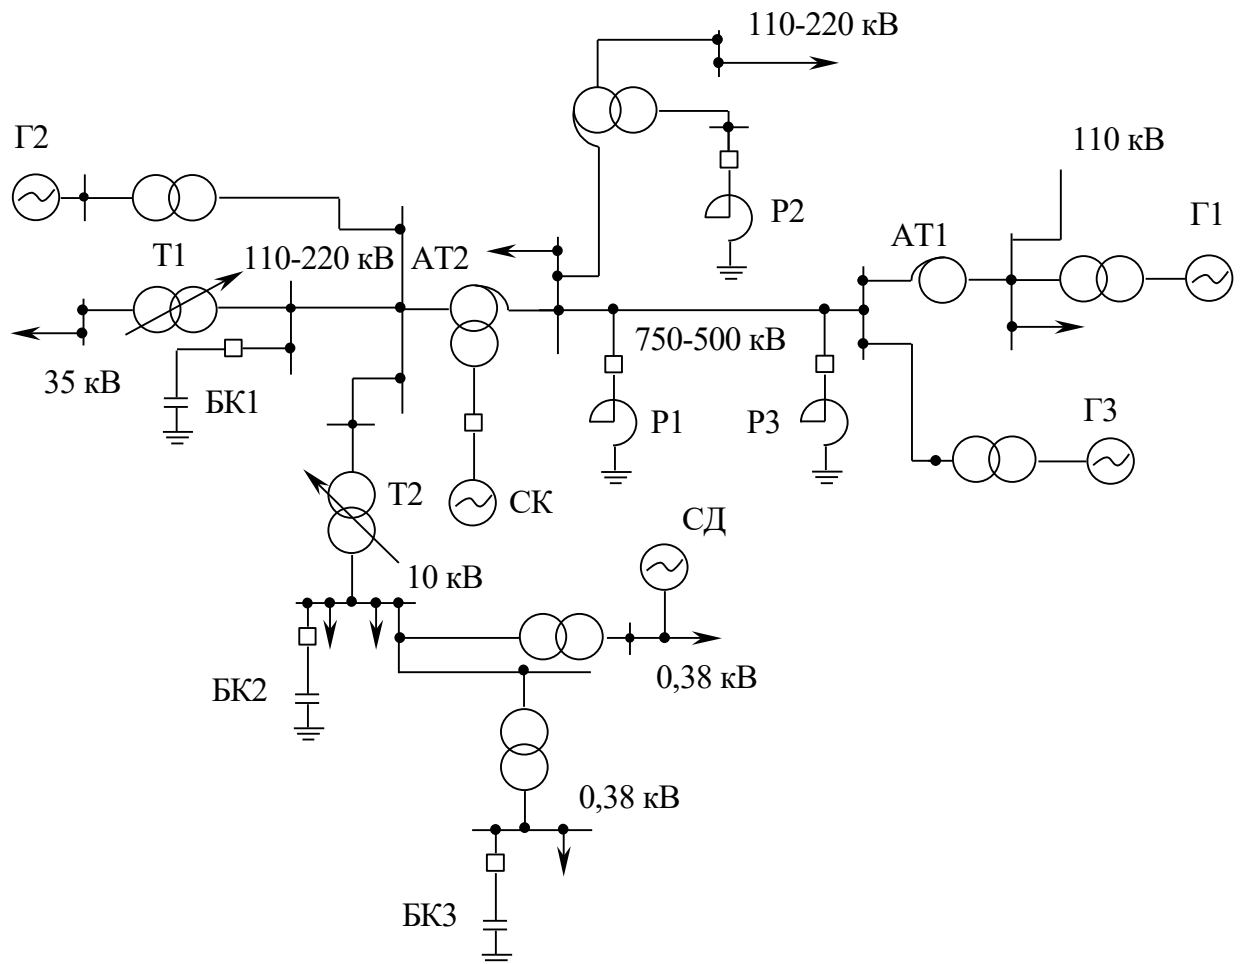 110-220 кВ
Г2
110 кВ
Р2
Г1
Т1
110-220 кВ
АТ2
АТ1
750-500 кВ
35 кВ
БК1
Р1
Р3
Г3
Т2
СК
СД
10 кВ
БК2
0,38 кВ
0,38 кВ
БК3